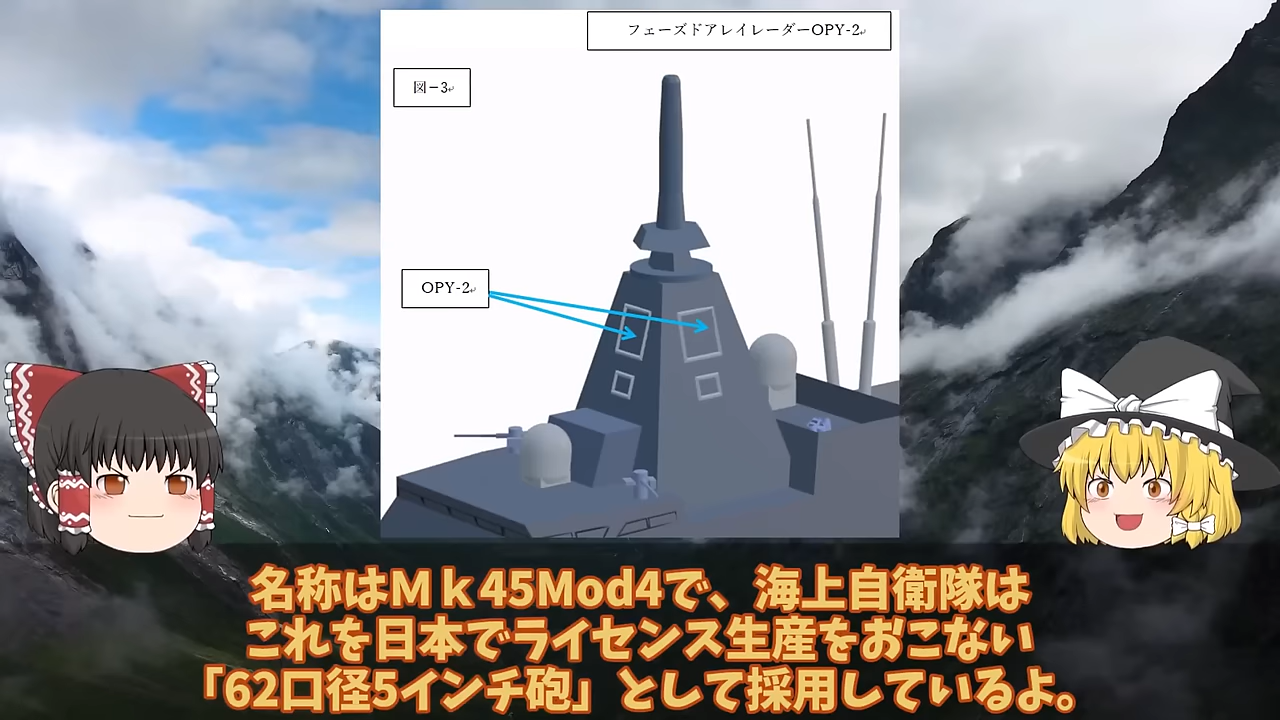 フェーズドアレイレーダーOPY-2
図－3
OPY-2
名称はＭｋ45Mod4で、海上自衛隊は
これを日本でライセンス生産をおこない
「62口径5インチ砲」として採用しているよ。